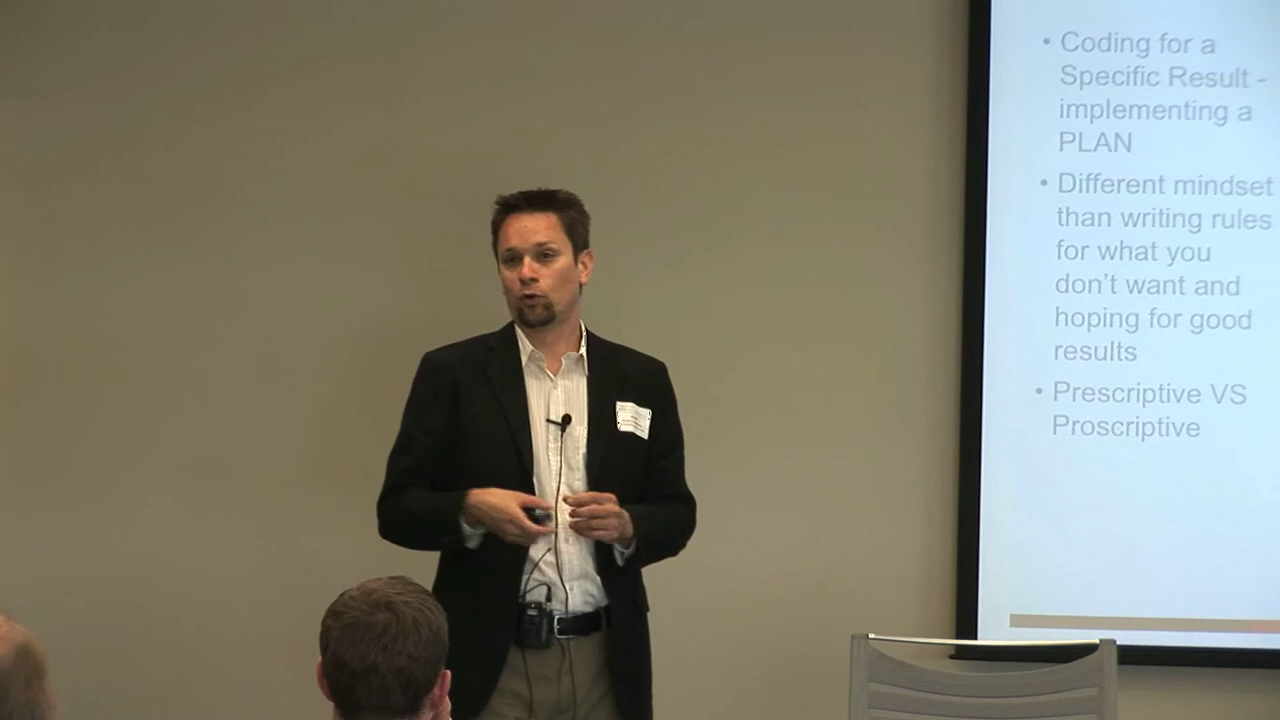 • Coding for a
Specific Result -
implementing a
PLAN
• Different mindset
than writing rules
for what you
don't want and
hoping for good
results
• Prescriptive VS
Proscriptive